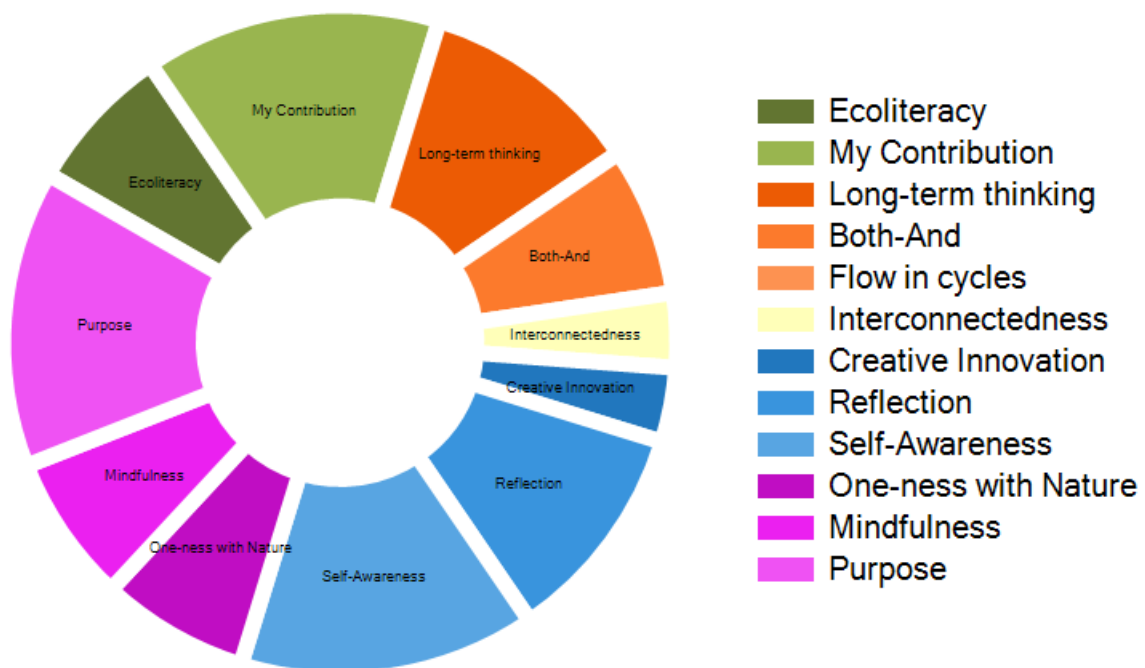 My Contribution
Long-term thinking
Ecoliteracy
Both-And
Purpose
Interconnectedness
Creative Innovation
Mindfulness
Reflection
One-ness with Nature
Self-Awareness
Ecoliteracy
My Contribution
Long-term thinking
Both-And
Flow in cycles
Interconnectedness
Creative Innovation
Reflection
Self-Awareness
One-ness with Nature
Mindfulness
Purpose